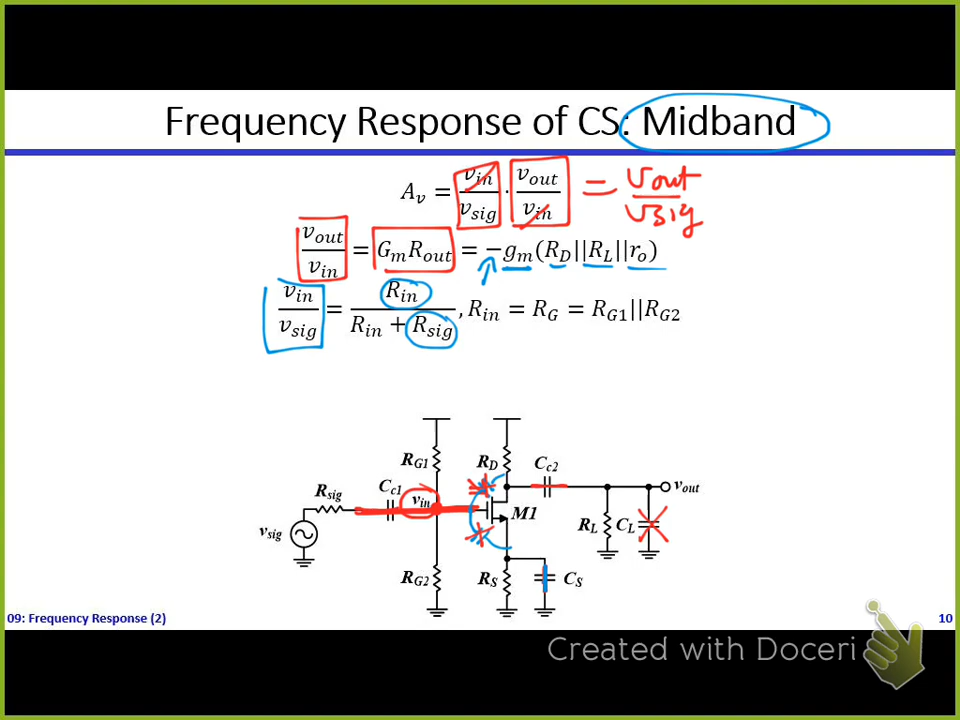 Frequency Response of CS: Midband
A_v = v_in/v_sig · v_out/v_in = vout/vsig
v_out/v_in = G_m R_out = −g_m(R_D||R_L||r_o)
v_in/v_sig = R_in/(R_in + R_sig), R_in = R_G = R_G1||R_G2
R_G1 R_D C_c2
R_sig C_c1 v_in v_out
v_sig M1 R_L C_L
R_G2 R_S C_S
09: Frequency Response (2) 10
Created with Doceri